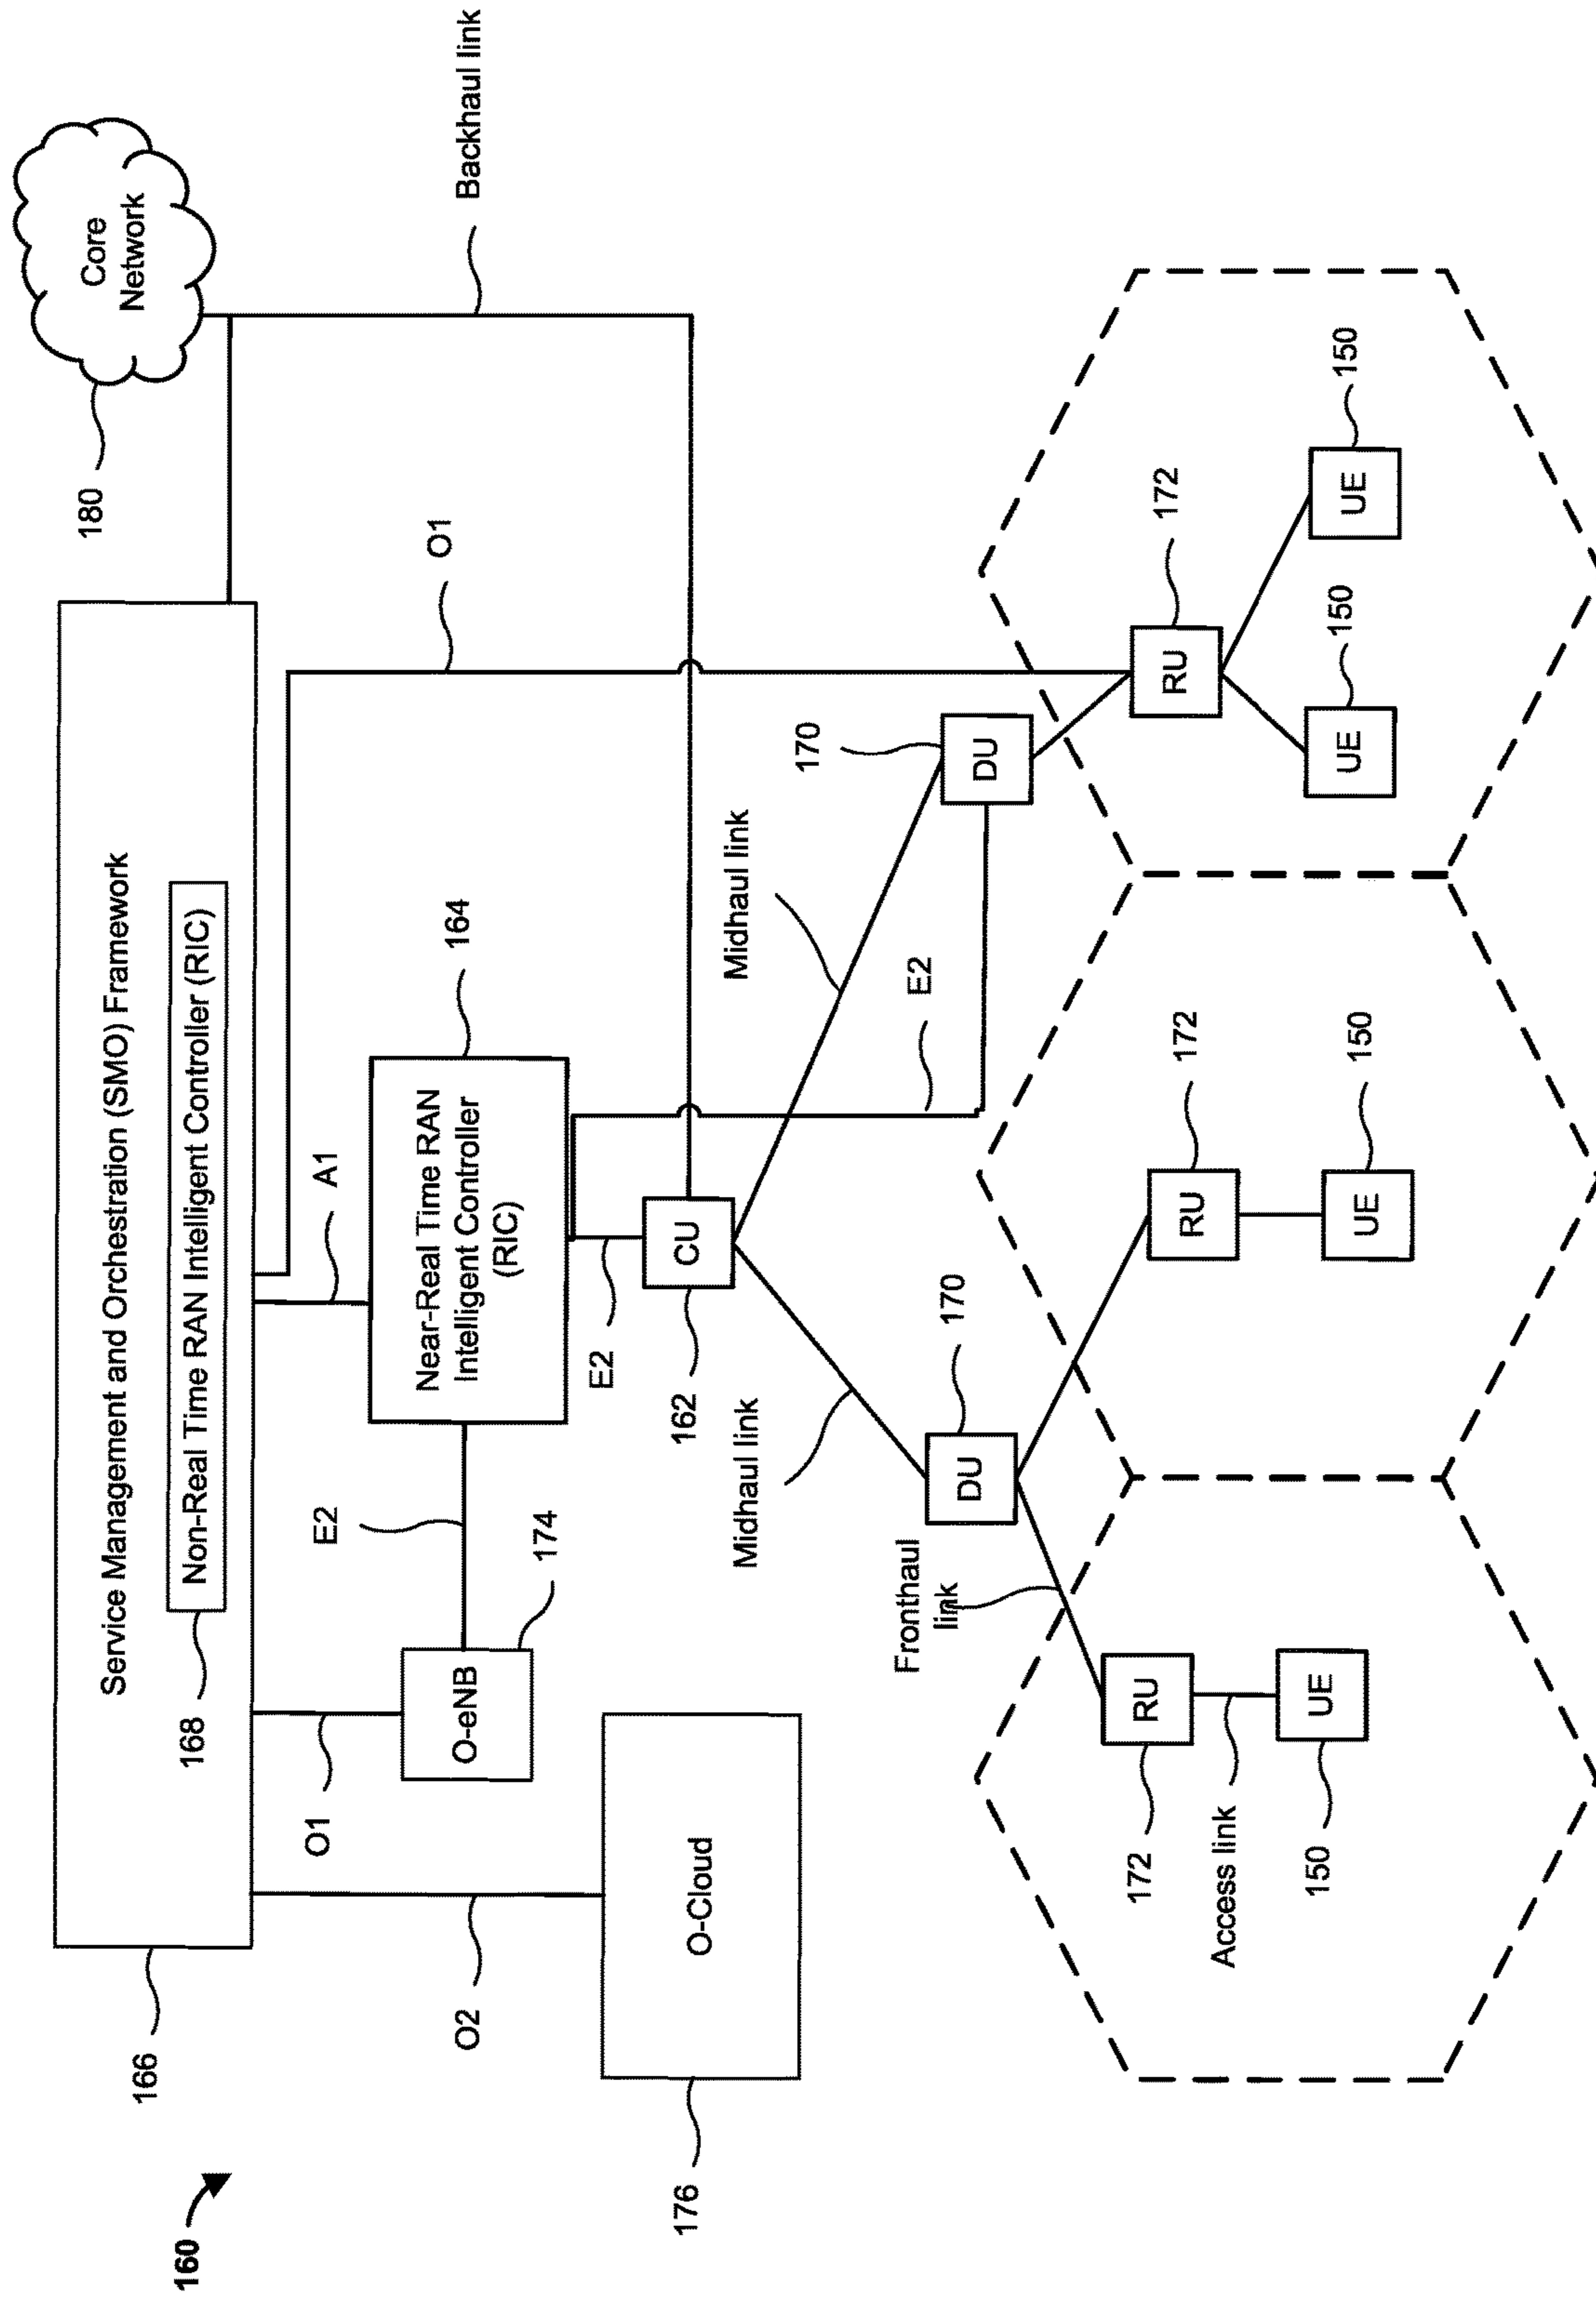 160
166
Service Management and Orchestration (SMO) Framework
168
Non-Real Time RAN Intelligent Controller (RIC)
Core
Network
180
O2
O1
A1
O1
Backhaul link
O-Cloud
176
O-eNB
174
E2
Near-Real Time RAN
Intelligent Controller
(RIC)
164
E2
CU
162
Midhaul link
Midhaul link
E2
DU
170
DU
170
Fronthaul
link
RU
172
Access link
UE
150
RU
172
UE
150
RU
172
UE
150
UE
150